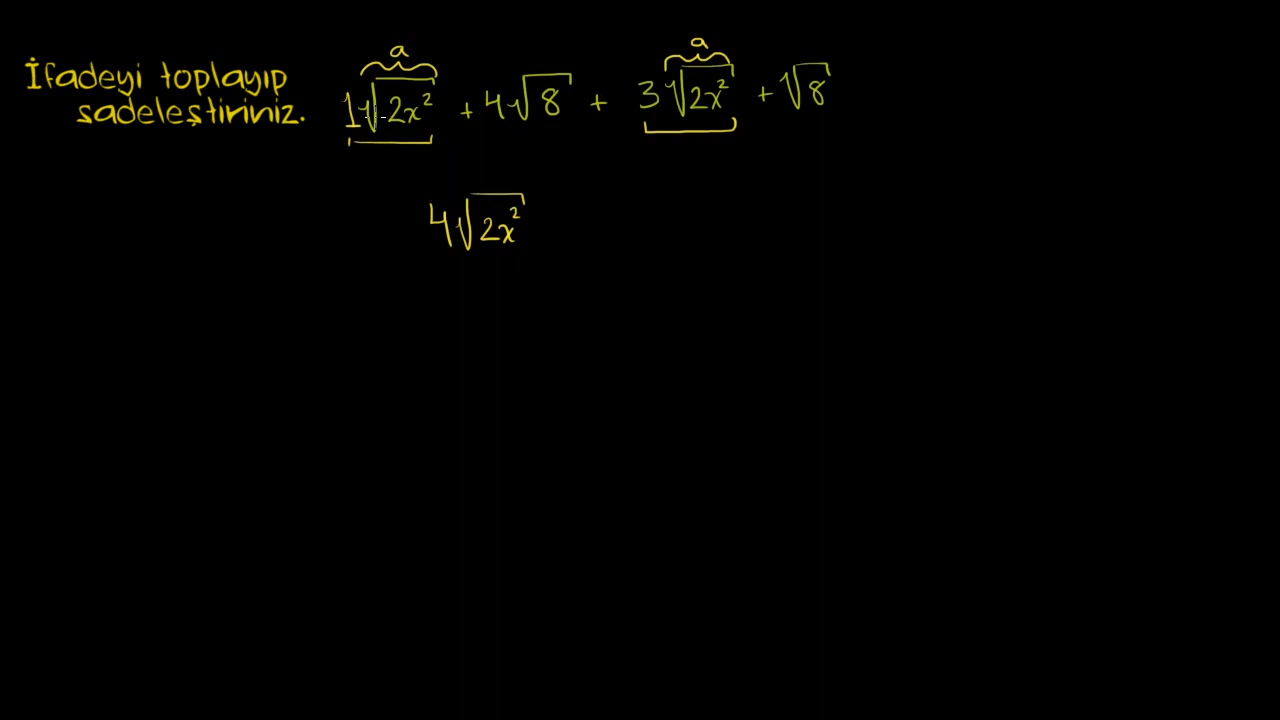 a a
İfadeyi toplayıp 1√2x² + 4√8 + 3√2x² + √8
sadeleştiriniz.
4√2x²